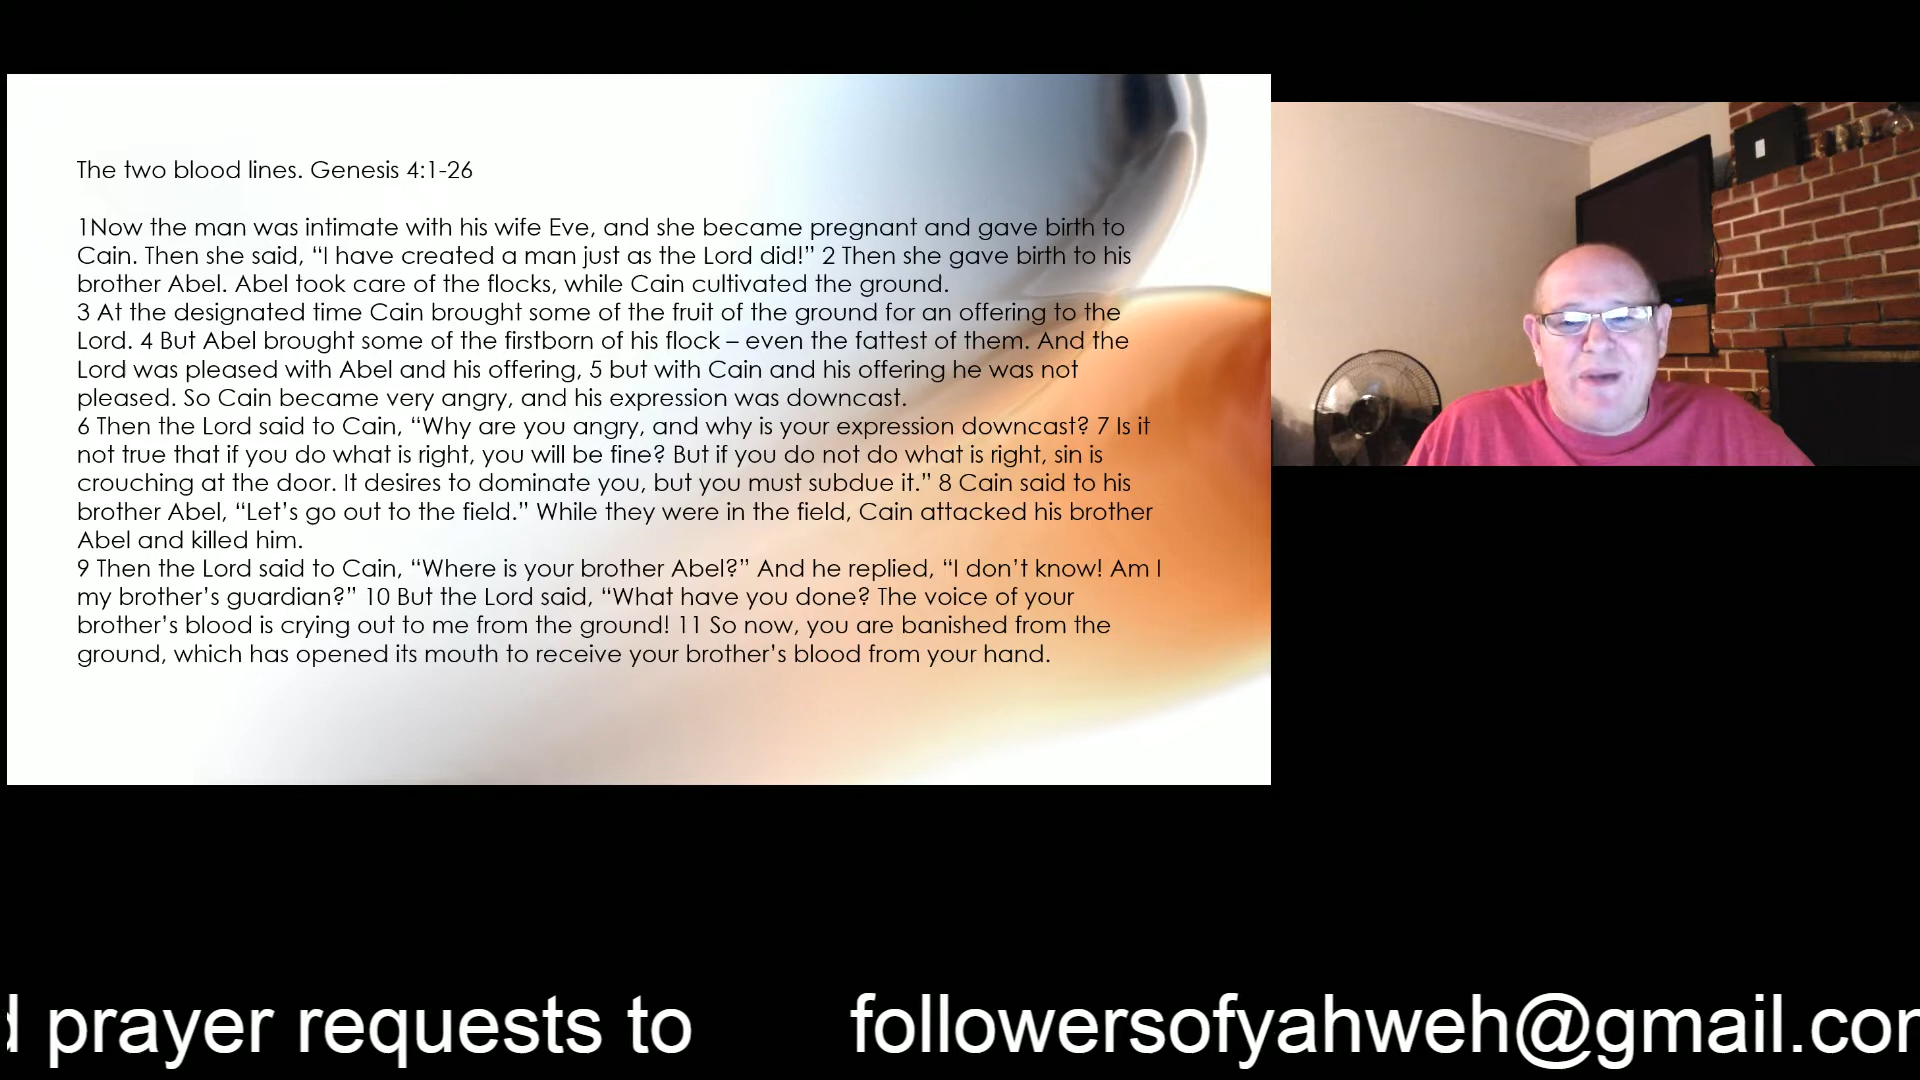 The two blood lines. Genesis 4:1-26
1Now the man was intimate with his wife Eve, and she became pregnant and gave birth to
Cain. Then she said, “I have created a man just as the Lord did!” 2 Then she gave birth to his
brother Abel. Abel took care of the flocks, while Cain cultivated the ground.
3 At the designated time Cain brought some of the fruit of the ground for an offering to the
Lord. 4 But Abel brought some of the firstborn of his flock – even the fattest of them. And the
Lord was pleased with Abel and his offering, 5 but with Cain and his offering he was not
pleased. So Cain became very angry, and his expression was downcast.
6 Then the Lord said to Cain, “Why are you angry, and why is your expression downcast? 7 Is it
not true that if you do what is right, you will be fine? But if you do not do what is right, sin is
crouching at the door. It desires to dominate you, but you must subdue it.” 8 Cain said to his
brother Abel, “Let’s go out to the field.” While they were in the field, Cain attacked his brother
Abel and killed him.
9 Then the Lord said to Cain, “Where is your brother Abel?” And he replied, “I don’t know! Am I
my brother’s guardian?” 10 But the Lord said, “What have you done? The voice of your
brother’s blood is crying out to me from the ground! 11 So now, you are banished from the
ground, which has opened its mouth to receive your brother’s blood from your hand.
prayer requests to followersofyahweh@gmail.com